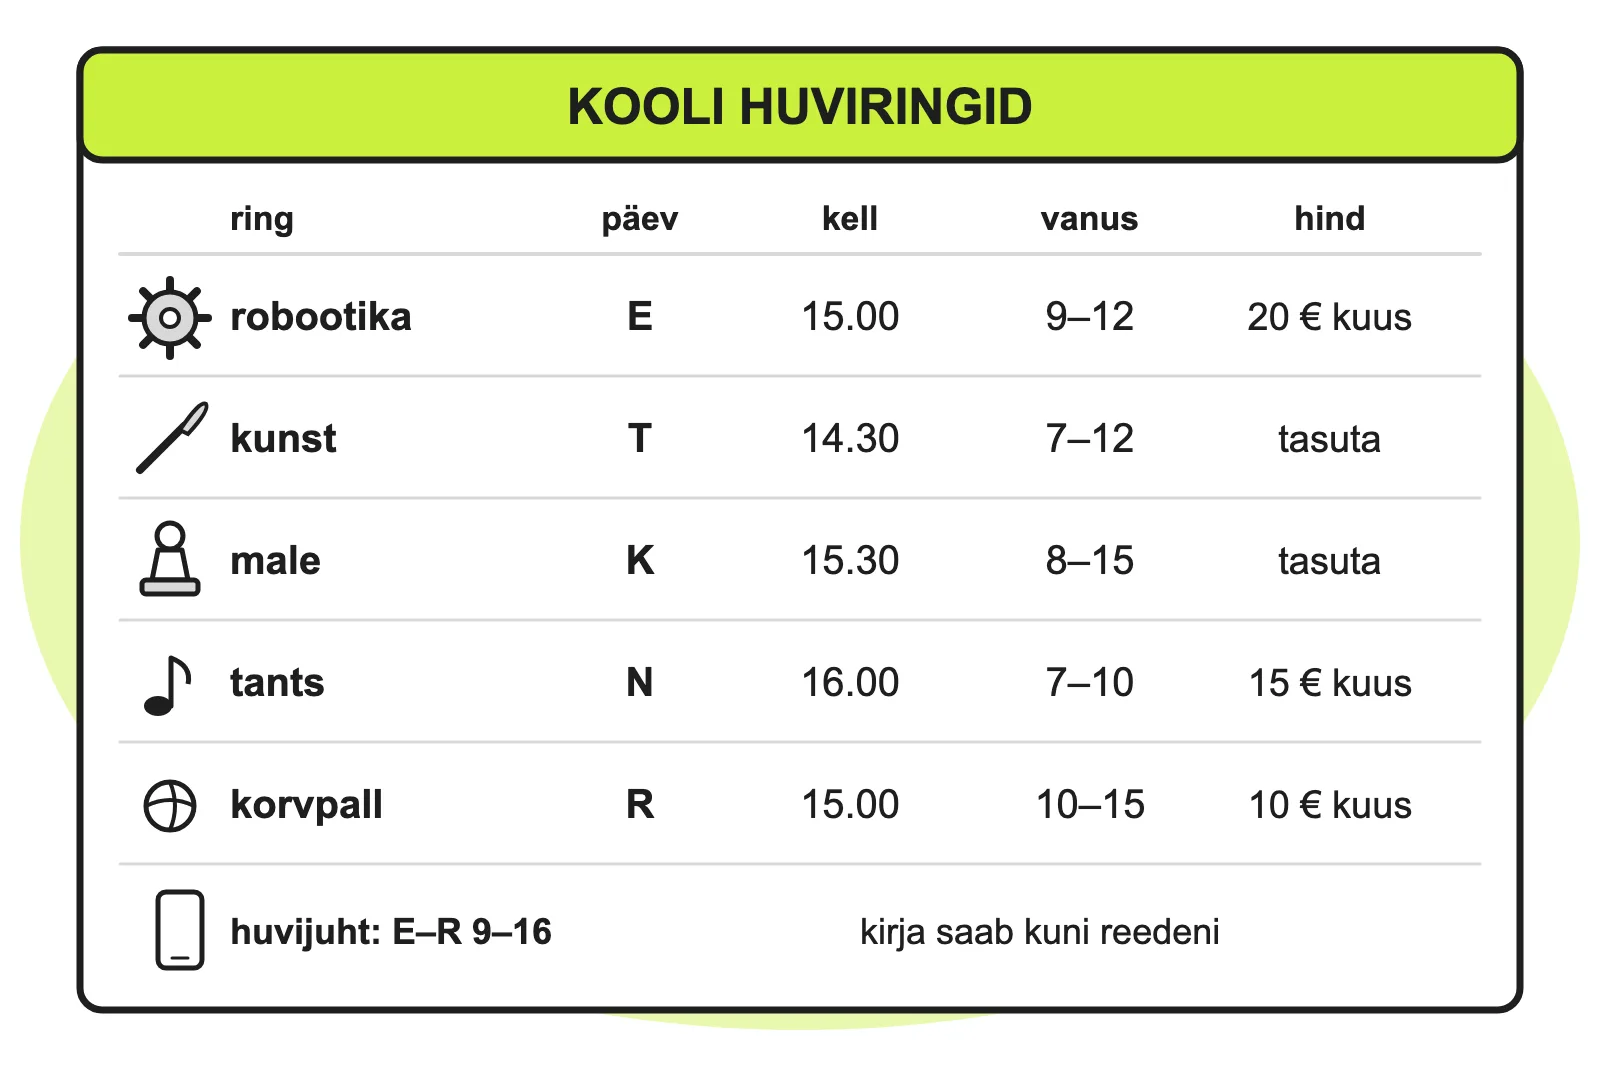 KOOLI HUVIRINGID
ring päev kell vanus hind
robootika E 15.00 9–12 20 € kuus
kunst T 14.30 7–12 tasuta
male K 15.30 8–15 tasuta
tants N 16.00 7–10 15 € kuus
korvpall R 15.00 10–15 10 € kuus
huvijuht: E–R 9–16 kirja saab kuni reedeni